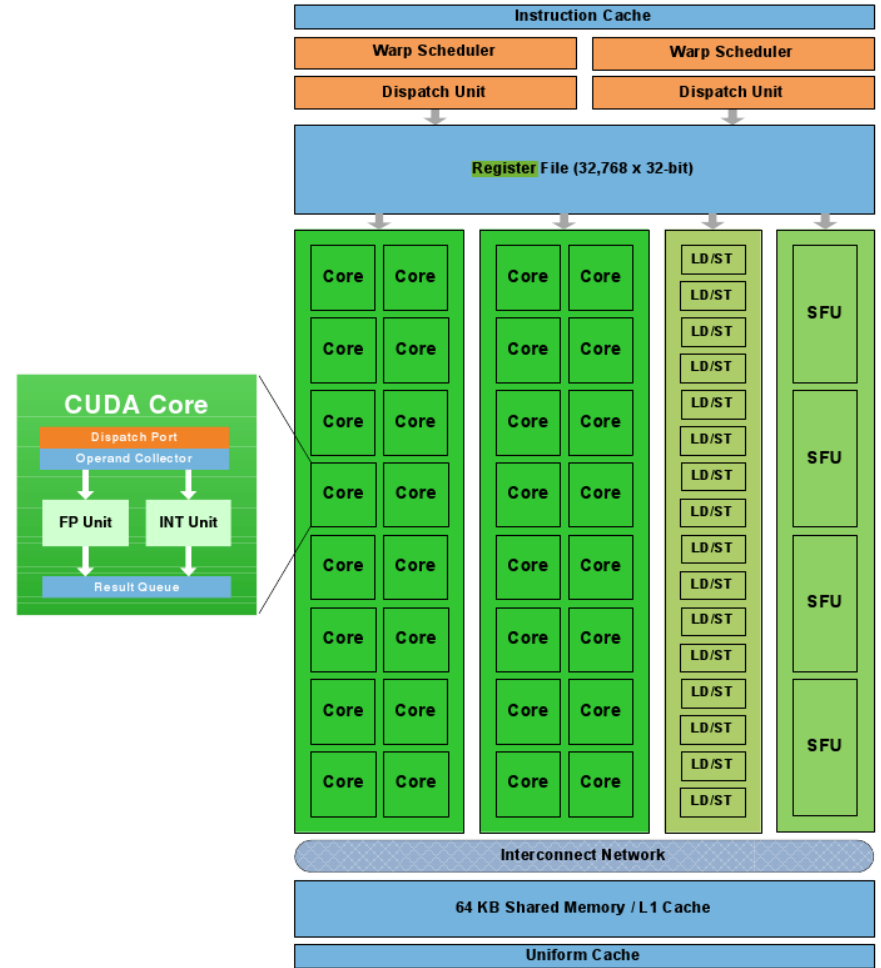 Instruction Cache
Warp Scheduler
Warp Scheduler
Dispatch Unit
Dispatch Unit
Register File (32,768 x 32-bit)
Core Core Core Core LD/ST
LD/ST
SFU
Core Core Core Core LD/ST
LD/ST
CUDA Core
Dispatch Port
Operand Collector
FP Unit INT Unit
Result Queue
Core Core Core Core LD/ST
LD/ST
SFU
Core Core Core Core LD/ST
LD/ST
Core Core Core Core LD/ST
LD/ST
SFU
Core Core Core Core LD/ST
LD/ST
Core Core Core Core LD/ST
LD/ST
SFU
Core Core Core Core LD/ST
LD/ST
Interconnect Network
64 KB Shared Memory / L1 Cache
Uniform Cache